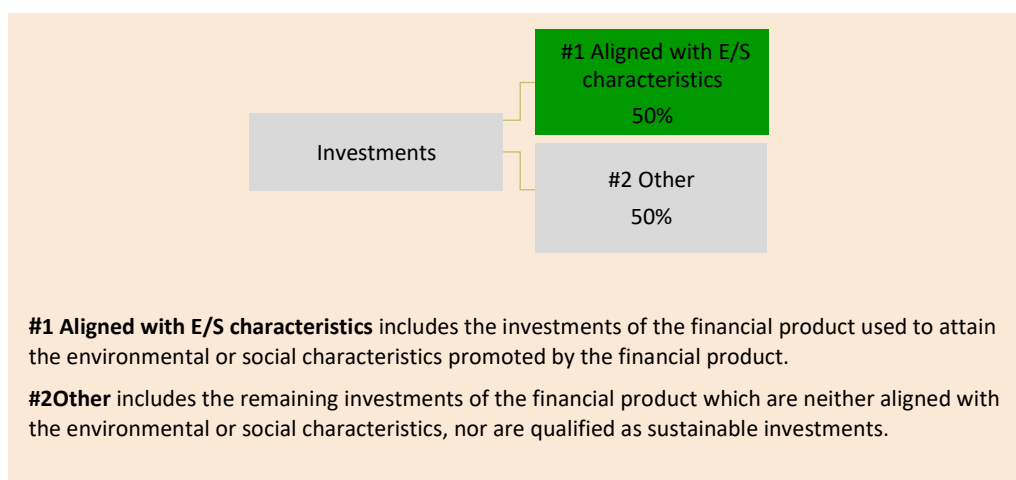 #1 Aligned with E/S
characteristics
50%
Investments
#2 Other
50%
#1 Aligned with E/S characteristics includes the investments of the financial product used to attain
the environmental or social characteristics promoted by the financial product.
#2Other includes the remaining investments of the financial product which are neither aligned with
the environmental or social characteristics, nor are qualified as sustainable investments.